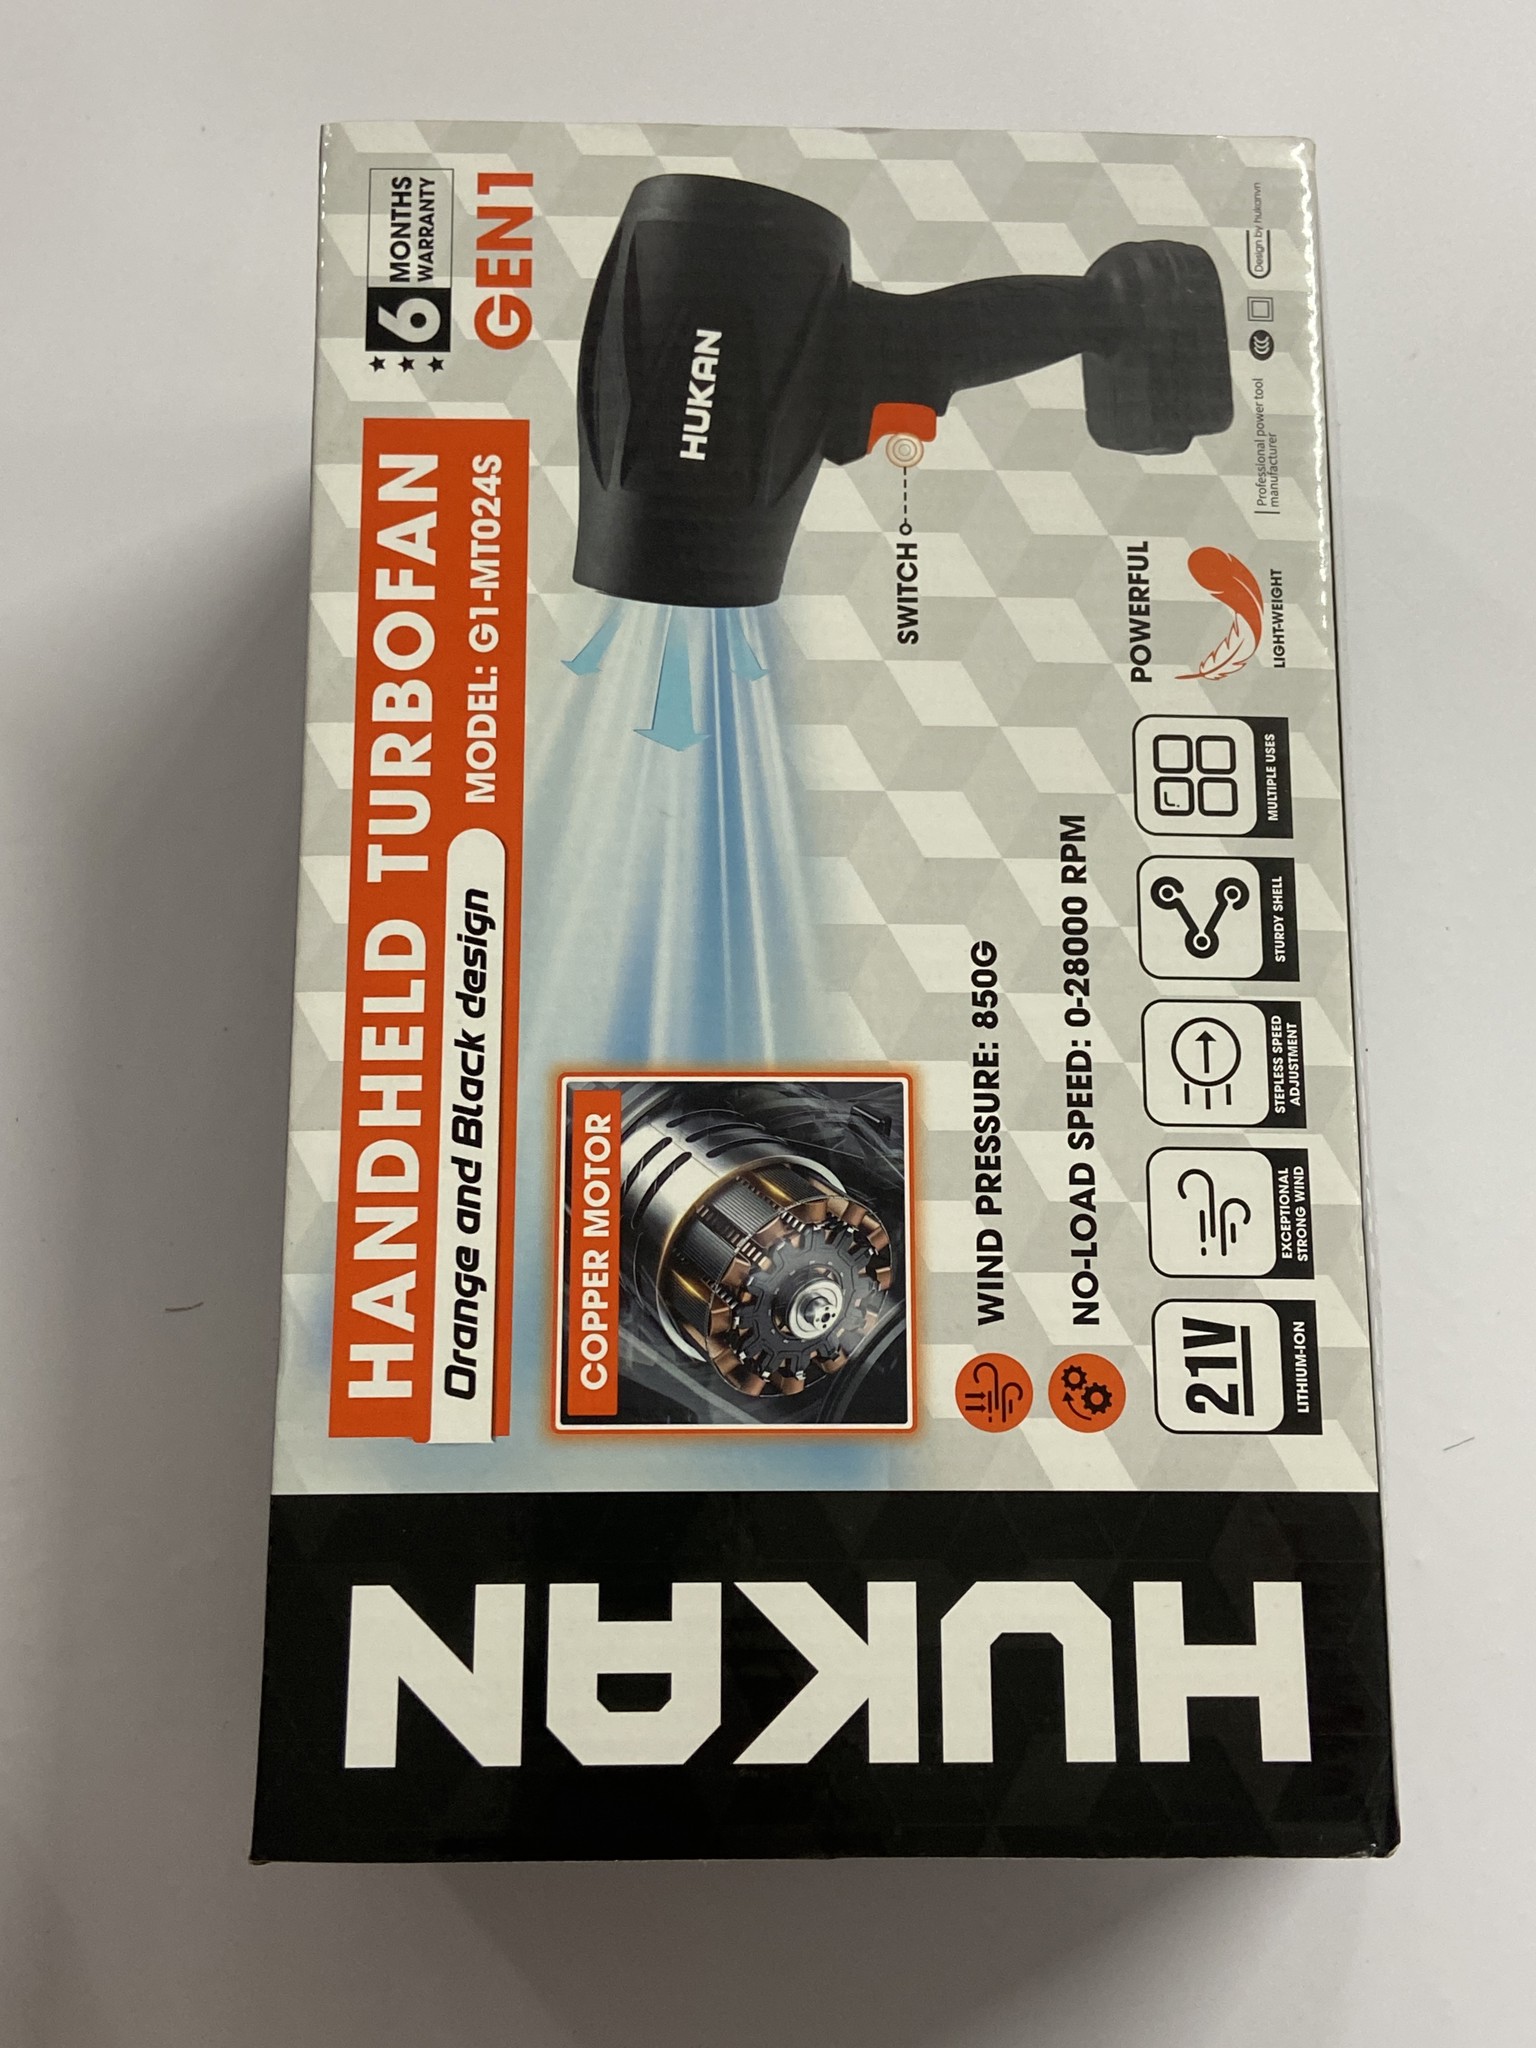 HUKAN
HANDHELD TURBOFAN
Orange and Black design
MODEL: G1-MT024S
6
MONTHS
WARRANTY
GEN1
COPPER MOTOR
HUKAN
SWITCH
WIND PRESSURE: 850G
NO-LOAD SPEED: 0-28000 RPM
21V
LITHIUM-ION
EXCEPTIONAL
STRONG WIND
STEPLESS SPEED
ADJUSTMENT
STURDY SHELL
MULTIPLE USES
POWERFUL
LIGHT-WEIGHT
Professional power tool
manufacturer
CCC
Design by hukanvn